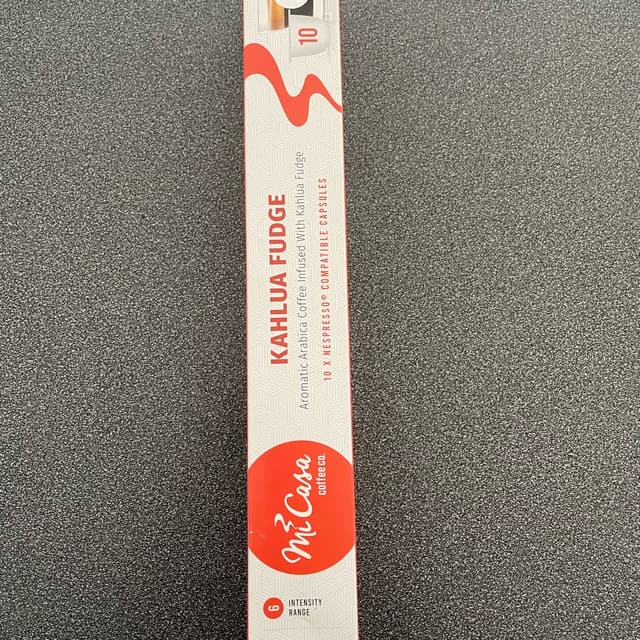 10
KAHLUA FUDGE
Aromatic Arabica Coffee Infused With Kahlua Fudge
10 X NESPRESSO® COMPATIBLE CAPSULES
mi Casa
coffee co.
6
INTENSITY
RANGE